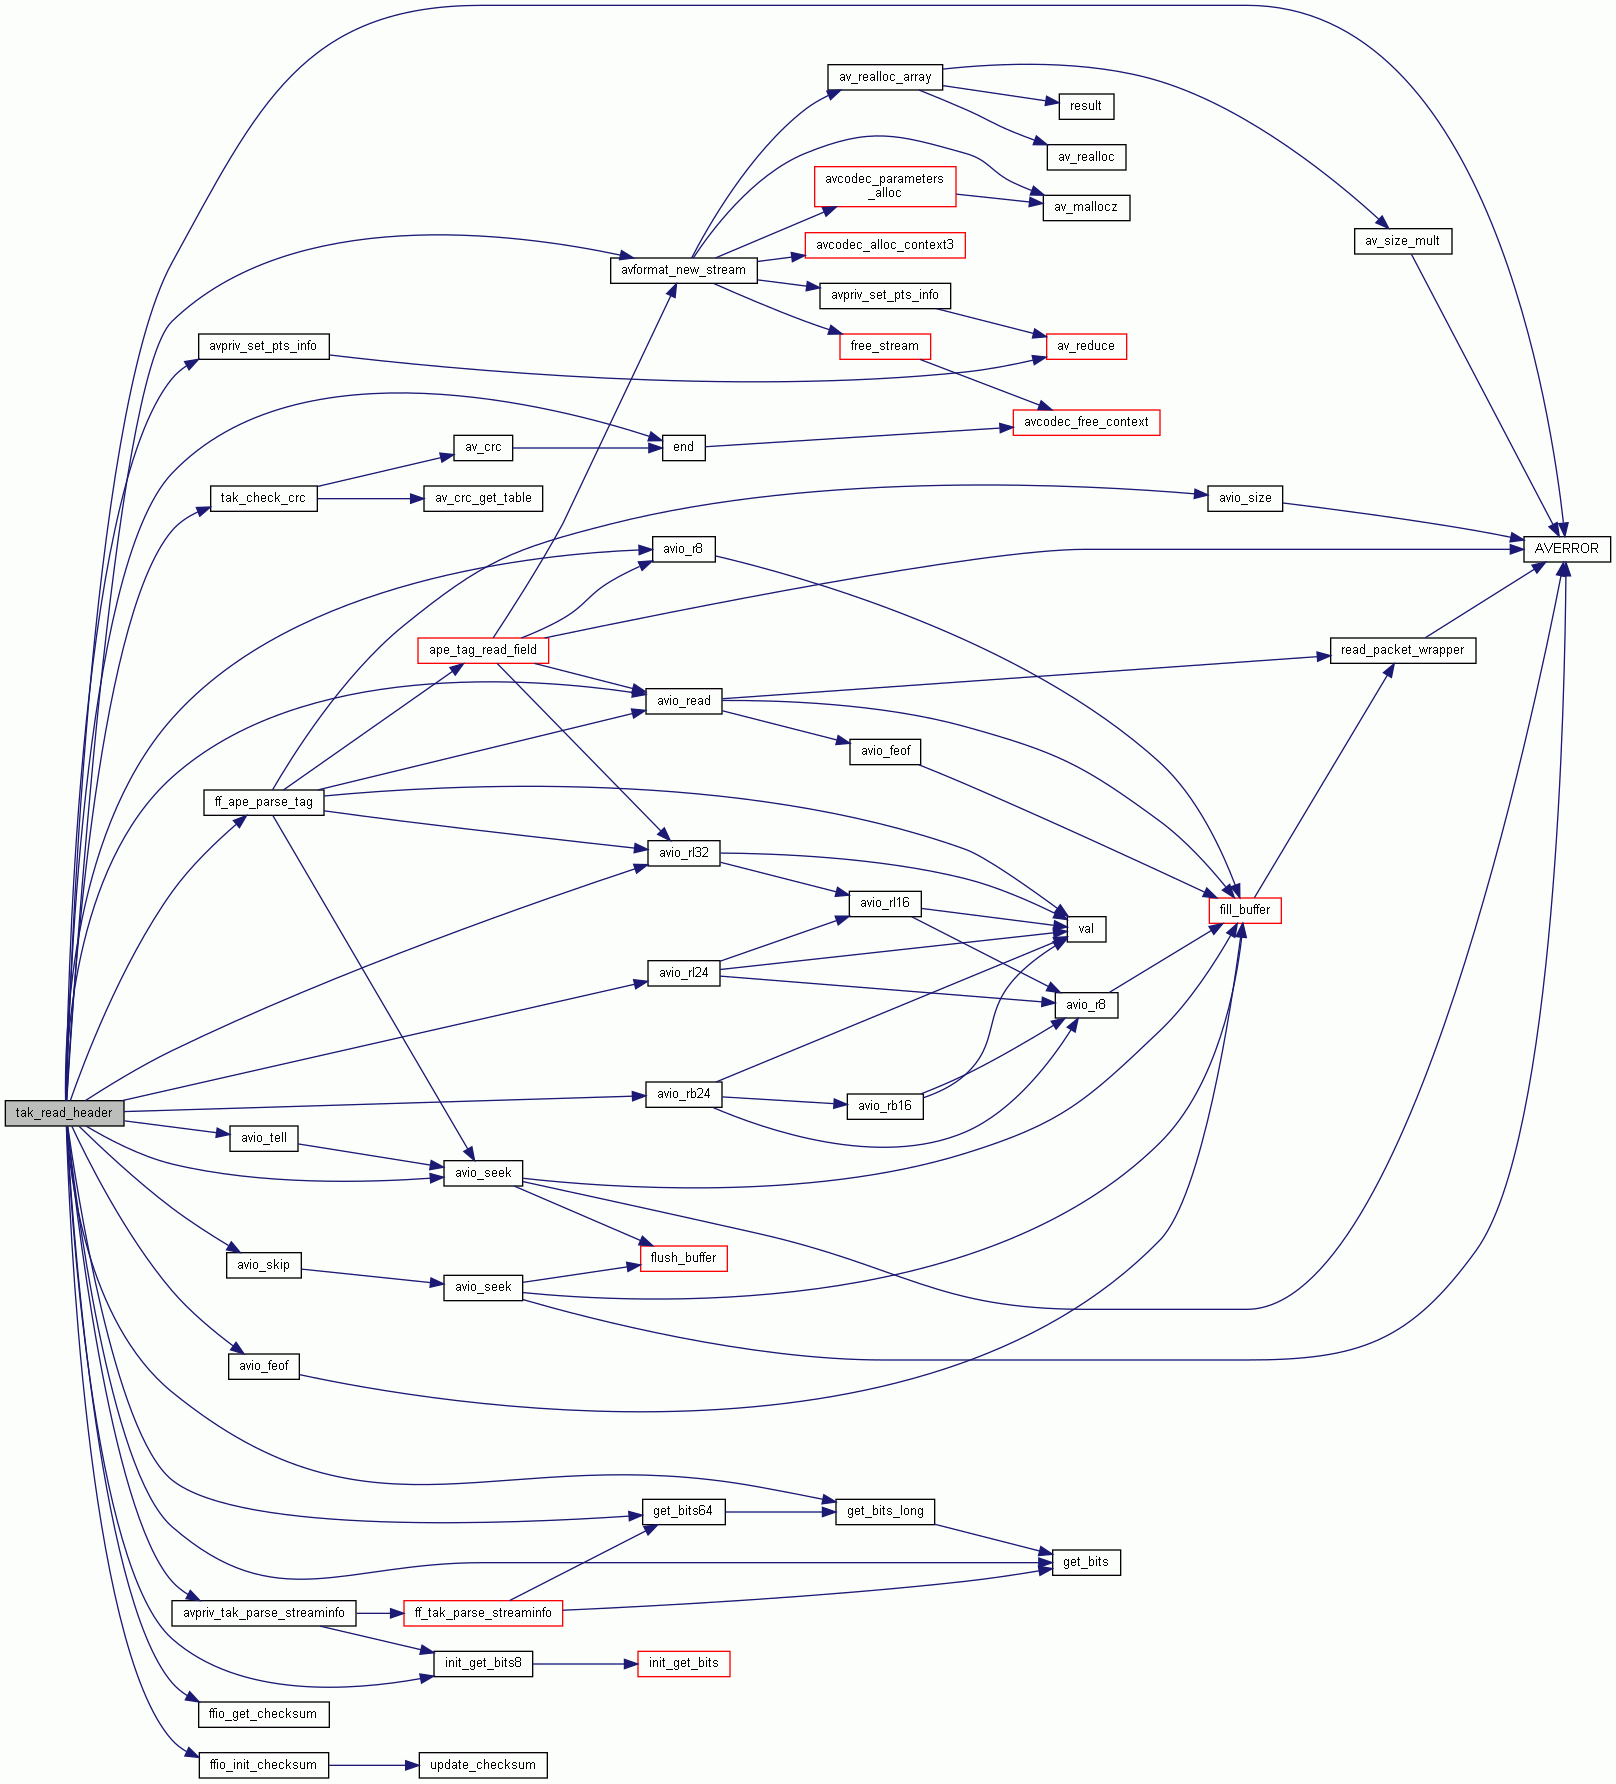 av_realloc_array
result
av_realloc
avcodec_parameters
_alloc
av_mallocz
av_size_mult
avcodec_alloc_context3
avformat_new_stream
avpriv_set_pts_info
avpriv_set_pts_info
free_stream
av_reduce
avcodec_free_context
av_crc
end
tak_check_crc
av_crc_get_table
avio_size
avio_r8
AVERROR
ape_tag_read_field
read_packet_wrapper
avio_read
avio_feof
ff_ape_parse_tag
avio_rl32
avio_rl16
fill_buffer
val
avio_rl24
avio_r8
avio_rb24
avio_rb16
tak_read_header
avio_tell
avio_seek
flush_buffer
avio_skip
avio_seek
avio_feof
get_bits64
get_bits_long
get_bits
avpriv_tak_parse_streaminfo
ff_tak_parse_streaminfo
init_get_bits8
init_get_bits
ffio_get_checksum
ffio_init_checksum
update_checksum